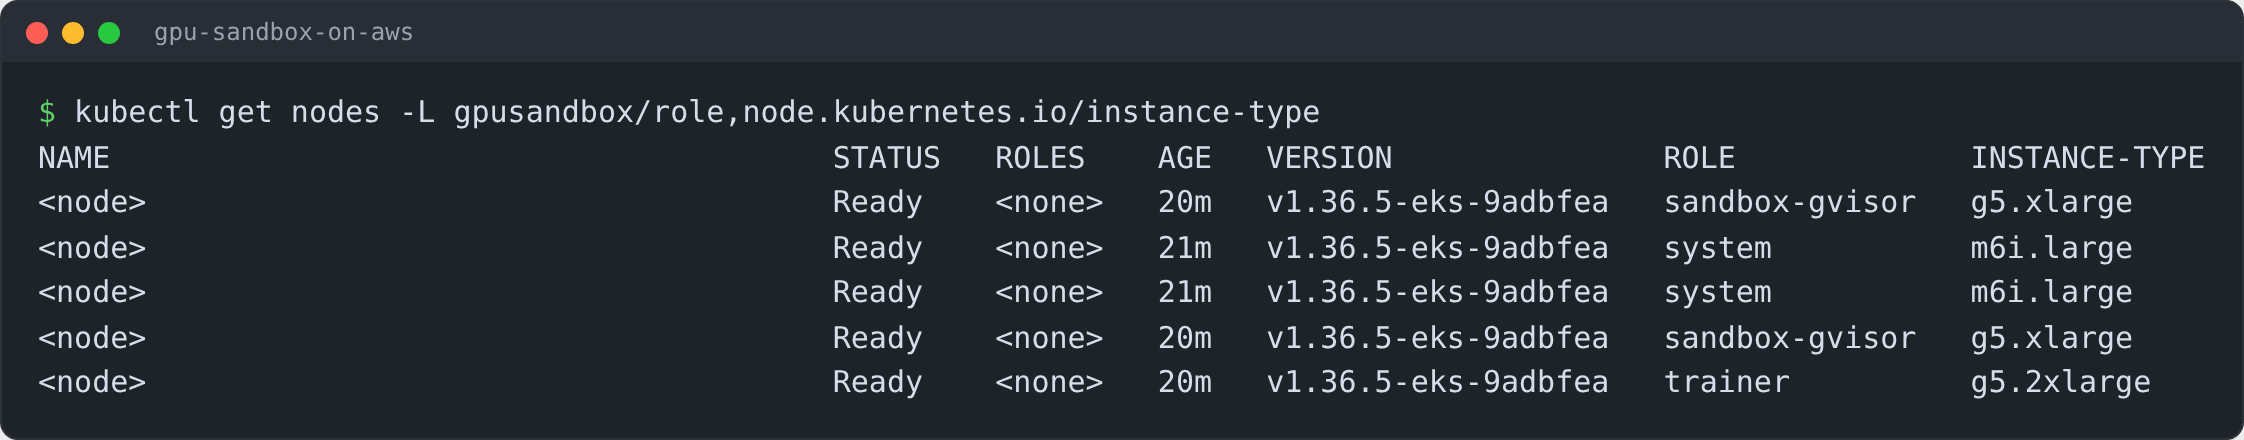 gpu-sandbox-on-aws
$ kubectl get nodes -L gpusandbox/role,node.kubernetes.io/instance-type
NAME STATUS ROLES AGE VERSION ROLE INSTANCE-TYPE
<node> Ready <none> 20m v1.36.5-eks-9adbfea sandbox-gvisor g5.xlarge
<node> Ready <none> 21m v1.36.5-eks-9adbfea system m6i.large
<node> Ready <none> 21m v1.36.5-eks-9adbfea system m6i.large
<node> Ready <none> 20m v1.36.5-eks-9adbfea sandbox-gvisor g5.xlarge
<node> Ready <none> 20m v1.36.5-eks-9adbfea trainer g5.2xlarge